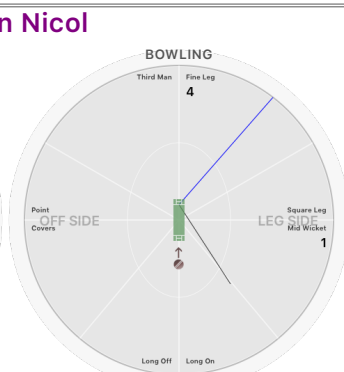 n Nicol
BOWLING
Third Man Fine Leg
4
Point Square Leg
OFF SIDE LEG SIDE
Covers Mid Wicket
1
Long Off Long On